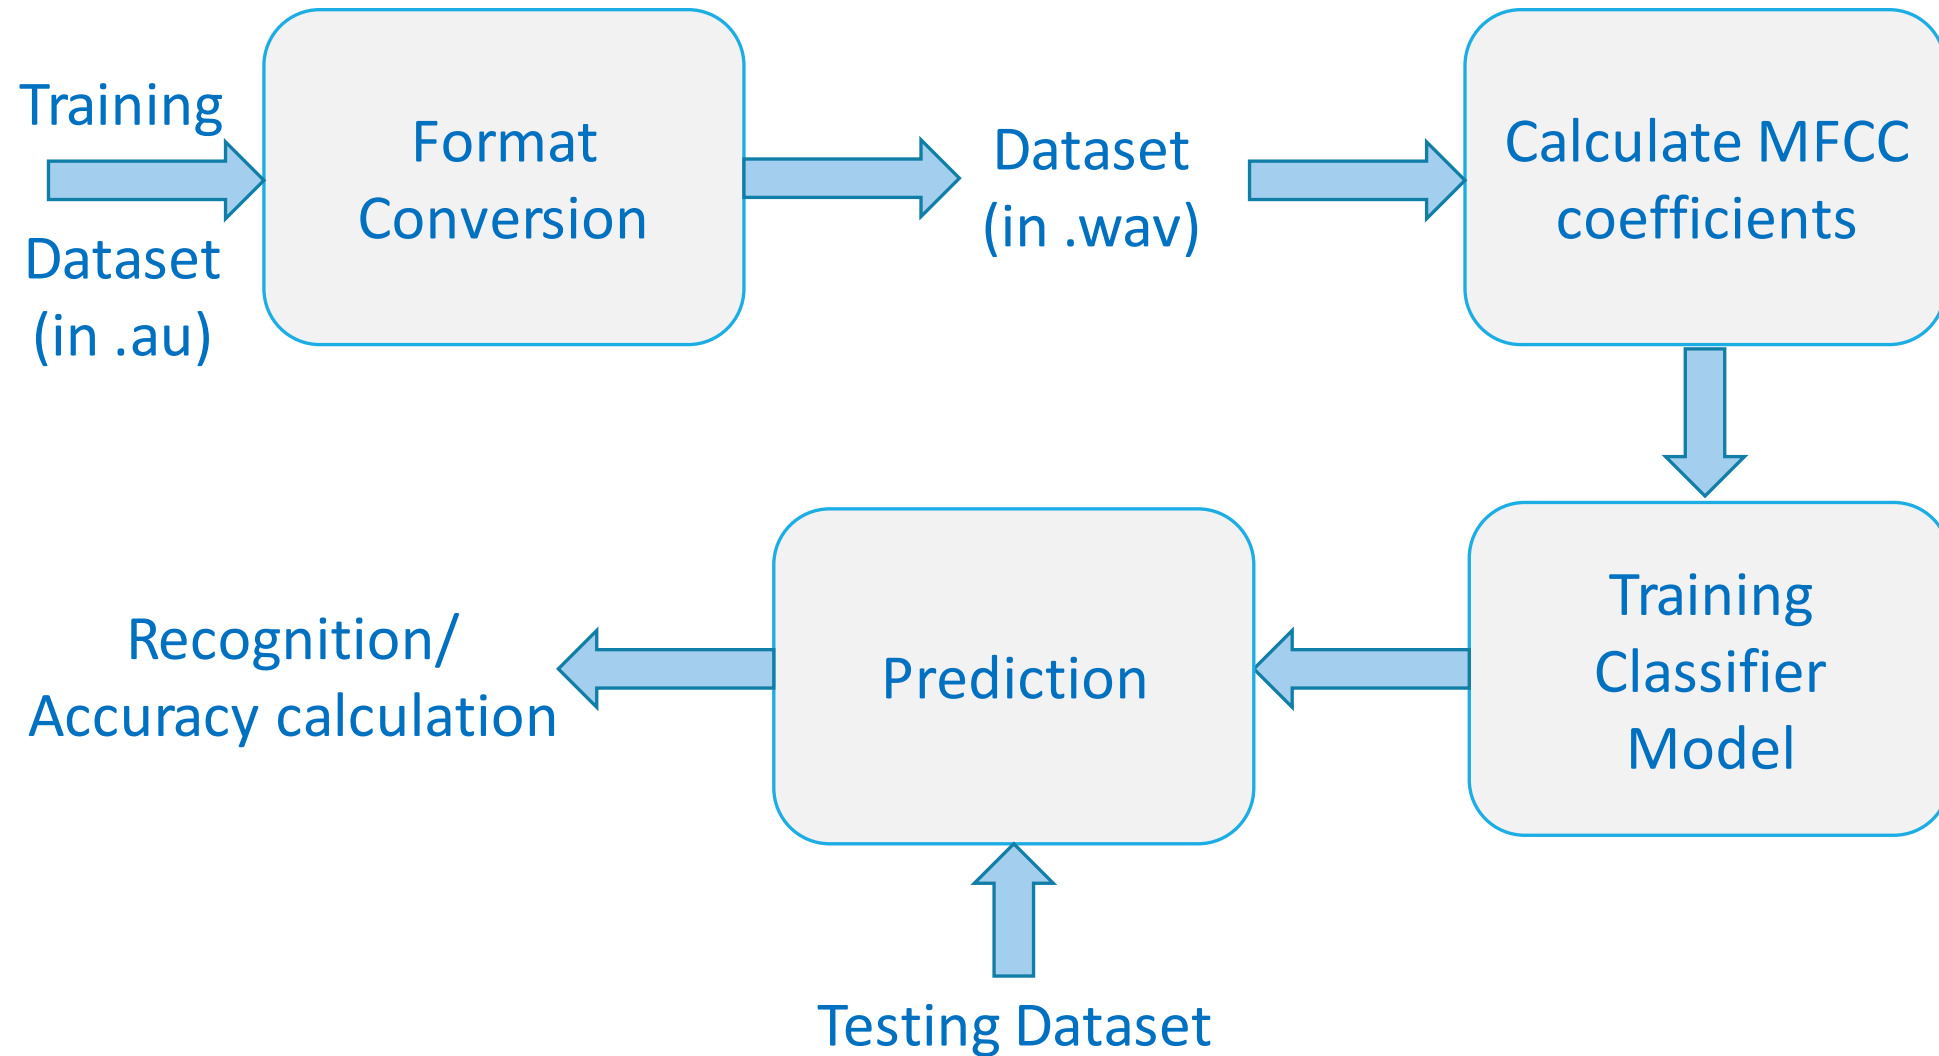 Training
Dataset
(in .au)
Format
Conversion
Dataset
(in .wav)
Calculate MFCC
coefficients
Training
Classifier
Model
Prediction
Recognition/
Accuracy calculation
Testing Dataset